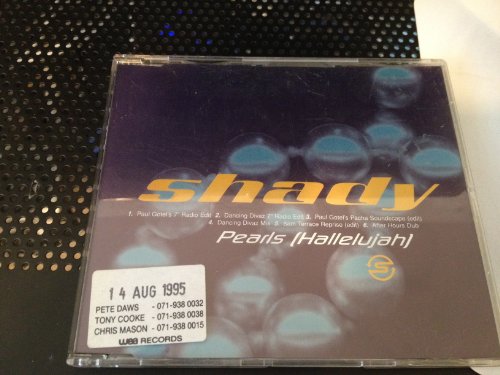 shady
1. Paul Gotel's 7" Radio Edit 2. Dancing Divaz 7" Radio Edit 3. Paul Gotel's Pacha Soundscape (edit)
4. Dancing Divaz Mix 5. 8am Terrace Reprise (edit) 6. After Hours Dub
Pearls (Hallelujah)
14 AUG 1995
PETE DAWS - 071-938 0032
TONY COOKE - 071-938 0038
CHRIS MASON - 071-938 0015
wea RECORDS